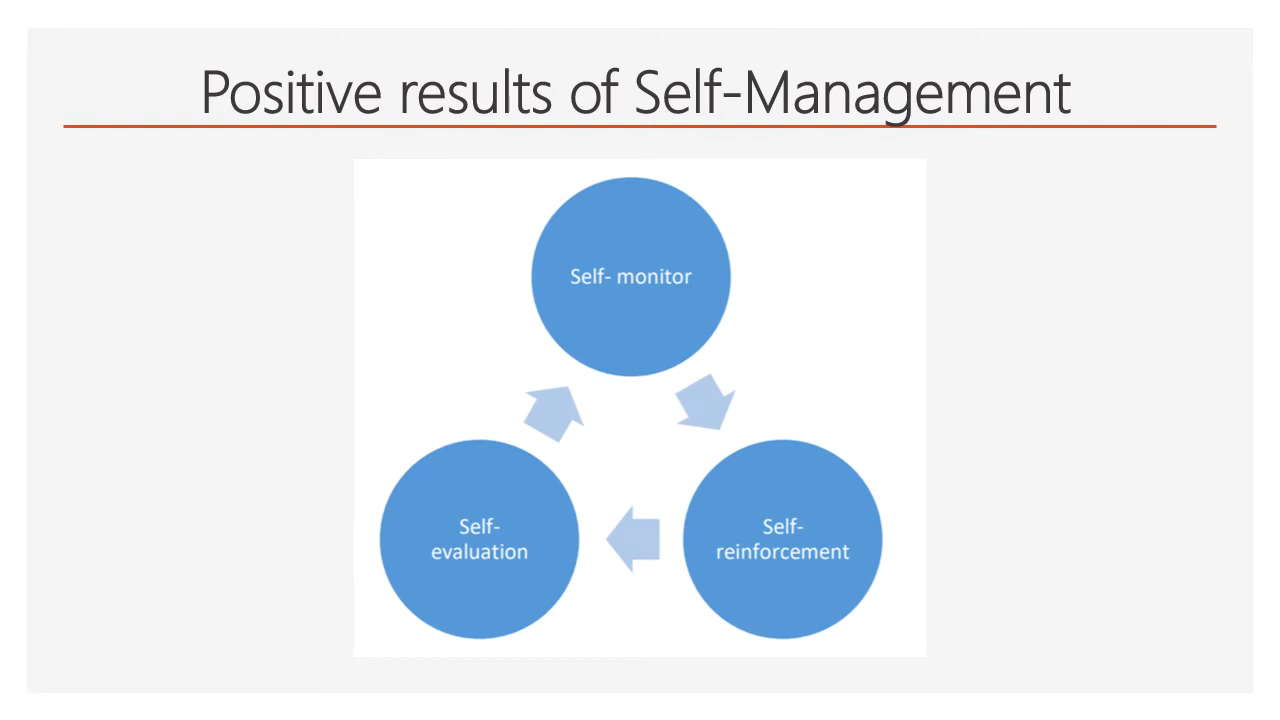 Positive results of Self-Management
Self- monitor
Self-
evaluation
Self-
reinforcement